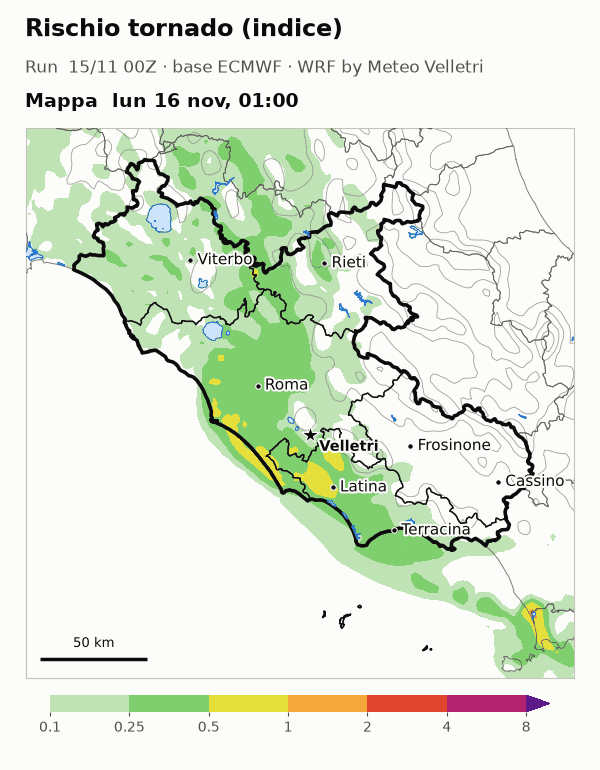 Rischio tornado (indice)
Run  15/11 00Z · base ECMWF · WRF by Meteo Velletri
Mappa  lun 16 nov, 01:00
Viterbo
Rieti
Roma
Velletri
Frosinone
Cassino
Latina
Terracina
50 km
0.1 0.25 0.5 1 2 4 8